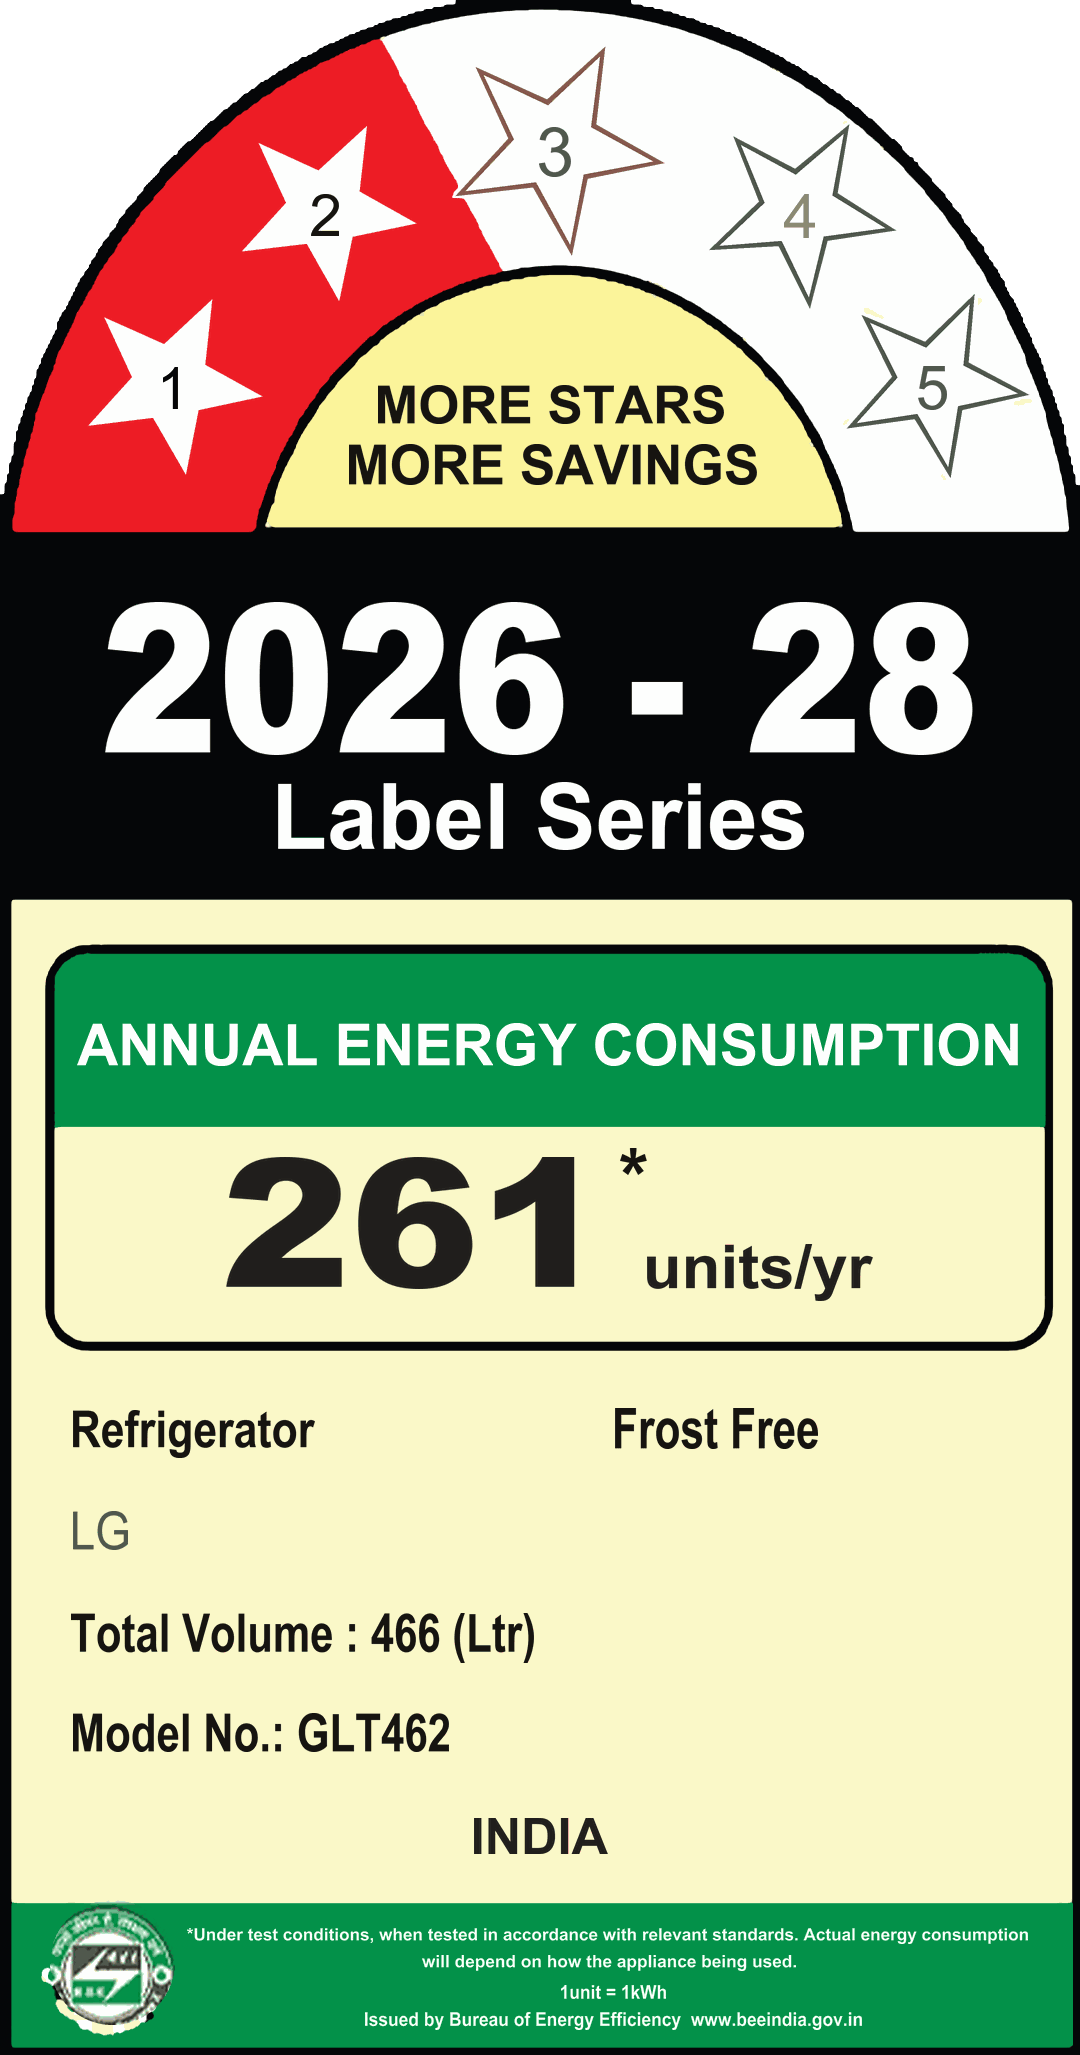 1
2
3
4
5
MORE STARS
MORE SAVINGS
2026 - 28
Label Series
ANNUAL ENERGY CONSUMPTION
261* units/yr
Refrigerator Frost Free
LG
Total Volume : 466 (Ltr)
Model No.: GLT462
INDIA
*Under test conditions, when tested in accordance with relevant standards. Actual energy consumption
will depend on how the appliance being used.
1unit = 1kWh
Issued by Bureau of Energy Efficiency www.beeindia.gov.in